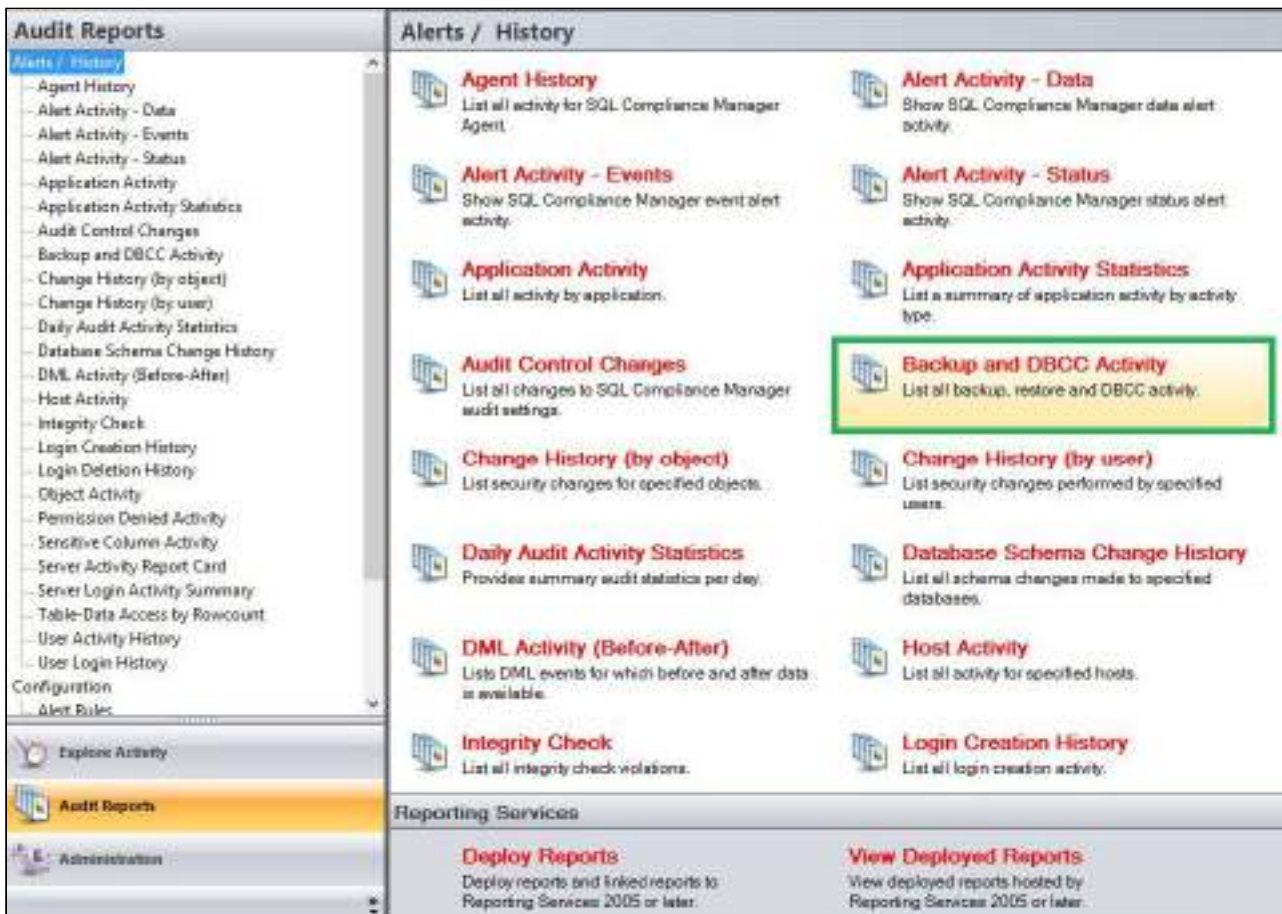 Audit Reports
Alerts / History
Agent History
Alert Activity - Data
Alert Activity - Events
Alert Activity - Status
Application Activity
Application Activity Statistics
Audit Control Changes
Backup and DBCC Activity
Change History (by object)
Change History (by user)
Daily Audit Activity Statistics
Database Schema Change History
DML Activity (Before-After)
Host Activity
Integrity Check
Login Creation History
Login Deletion History
Object Activity
Permission Denied Activity
Sensitive Column Activity
Server Activity Report Card
Server Login Activity Summary
Table-Data Access by Rowcount
User Activity History
User Login History
Configuration
Alert Rules
Explore Activity
Audit Reports
Administration
Alerts / History
Agent History
List all activity for SQL Compliance Manager
Agent.
Alert Activity - Data
Show SQL Compliance Manager data alert
activity.
Alert Activity - Events
Show SQL Compliance Manager event alert
activity.
Alert Activity - Status
Show SQL Compliance Manager status alert
activity.
Application Activity
List all activity by application.
Application Activity Statistics
List a summary of application activity by activity
type.
Audit Control Changes
List all changes to SQL Compliance Manager
audit settings.
Backup and DBCC Activity
List all backup, restore and DBCC activity.
Change History (by object)
List security changes for specified objects.
Change History (by user)
List security changes performed by specified
users.
Daily Audit Activity Statistics
Provides summary audit statistics per day.
Database Schema Change History
List all schema changes made to specified
databases.
DML Activity (Before-After)
Lists DML events for which before and after data
is available.
Host Activity
List all activity for specified hosts.
Integrity Check
List all integrity check violations.
Login Creation History
List all login creation activity.
Reporting Services
Deploy Reports
Deploy reports and linked reports to
Reporting Services 2005 or later.
View Deployed Reports
View deployed reports hosted by
Reporting Services 2005 or later.